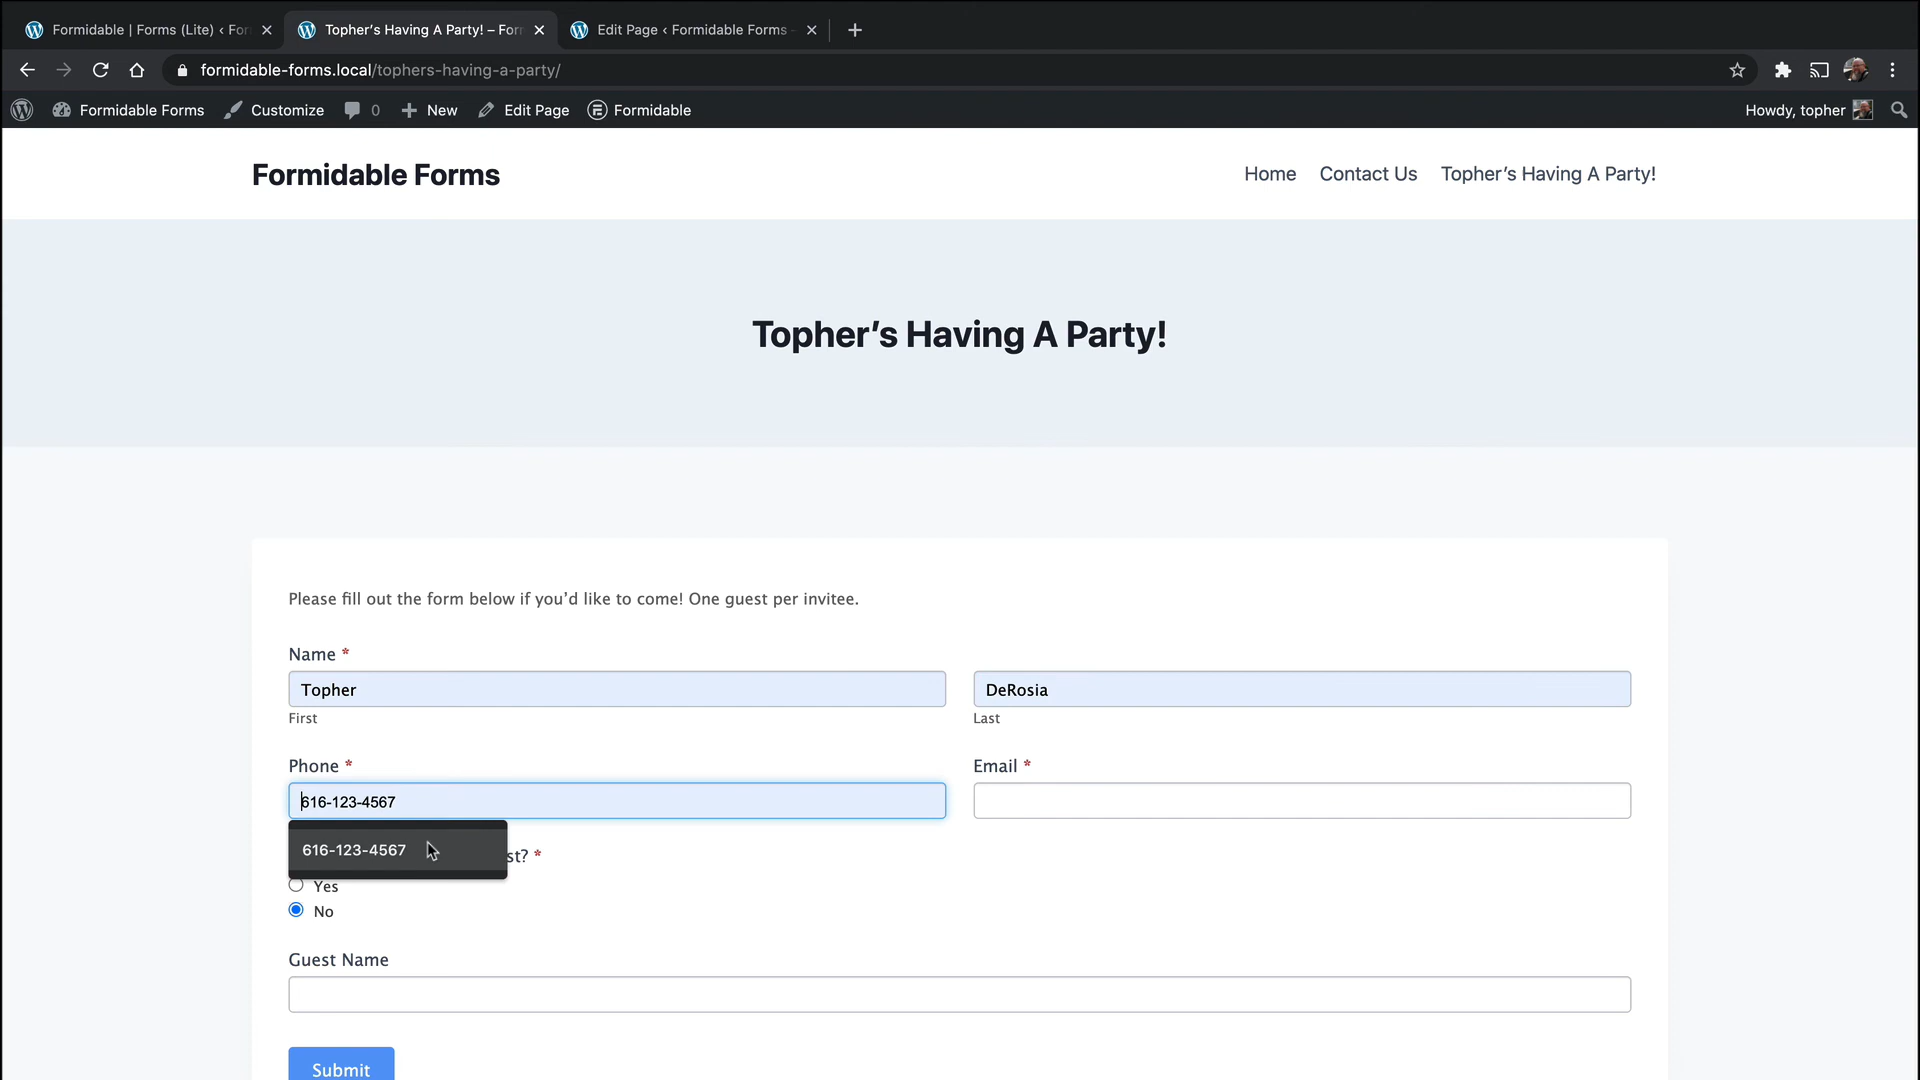 Formidable | Forms (Lite) ‹ For
Topher's Having A Party! – For
Edit Page ‹ Formidable Forms
formidable-forms.local/tophers-having-a-party/
Formidable Forms
Customize
0
New
Edit Page
Formidable
Howdy, topher
Formidable Forms
Home
Contact Us
Topher's Having A Party!
Topher's Having A Party!
Please fill out the form below if you'd like to come! One guest per invitee.
Name *
Topher
DeRosia
First
Last
Phone *
Email *
616-123-4567
616-123-4567
st? *
Yes
No
Guest Name
Submit